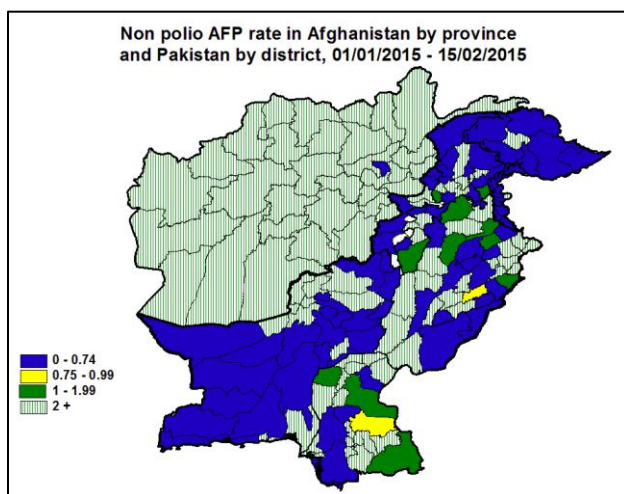 Non polio AFP rate in Afghanistan by province
and Pakistan by district, 01/01/2015 - 15/02/2015
0 - 0.74
0.75 - 0.99
1 - 1.99
2 +